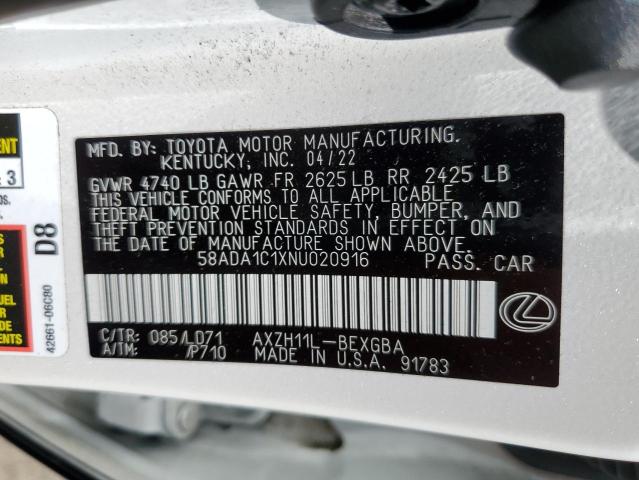 MFD. BY: TOYOTA MOTOR MANUFACTURING.
KENTUCKY, INC. 04/22
GVWR 4740 LB GAWR FR 2625 LB RR 2425 LB
THIS VEHICLE CONFORMS TO ALL APPLICABLE
FEDERAL MOTOR VEHICLE SAFETY, BUMPER, AND
THEFT PREVENTION STANDARDS IN EFFECT ON
THE DATE OF MANUFACTURE SHOWN ABOVE.
58ADA1C1XNU020916 PASS. CAR
C/TR: 085/LD71 AXZH11L-BEXGBA
A/TM: /P710 MADE IN U.S.A. 91783
D8
42661-06C80
3